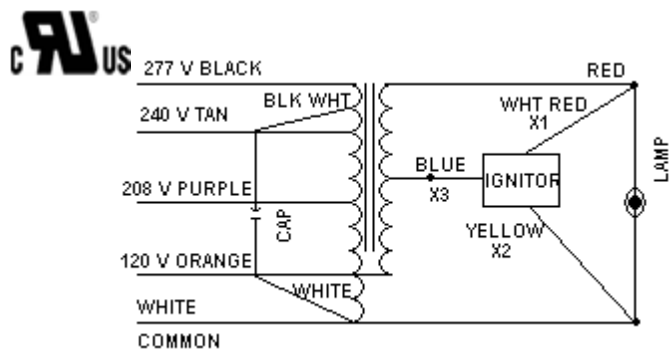 C RU US ®
277 V BLACK
RED
BLK WHT
WHT RED
X1
240 V TAN
BLUE
X3
IGNITOR
LAMP
208 V PURPLE
CAP
YELLOW
X2
120 V ORANGE
WHITE
WHITE
COMMON